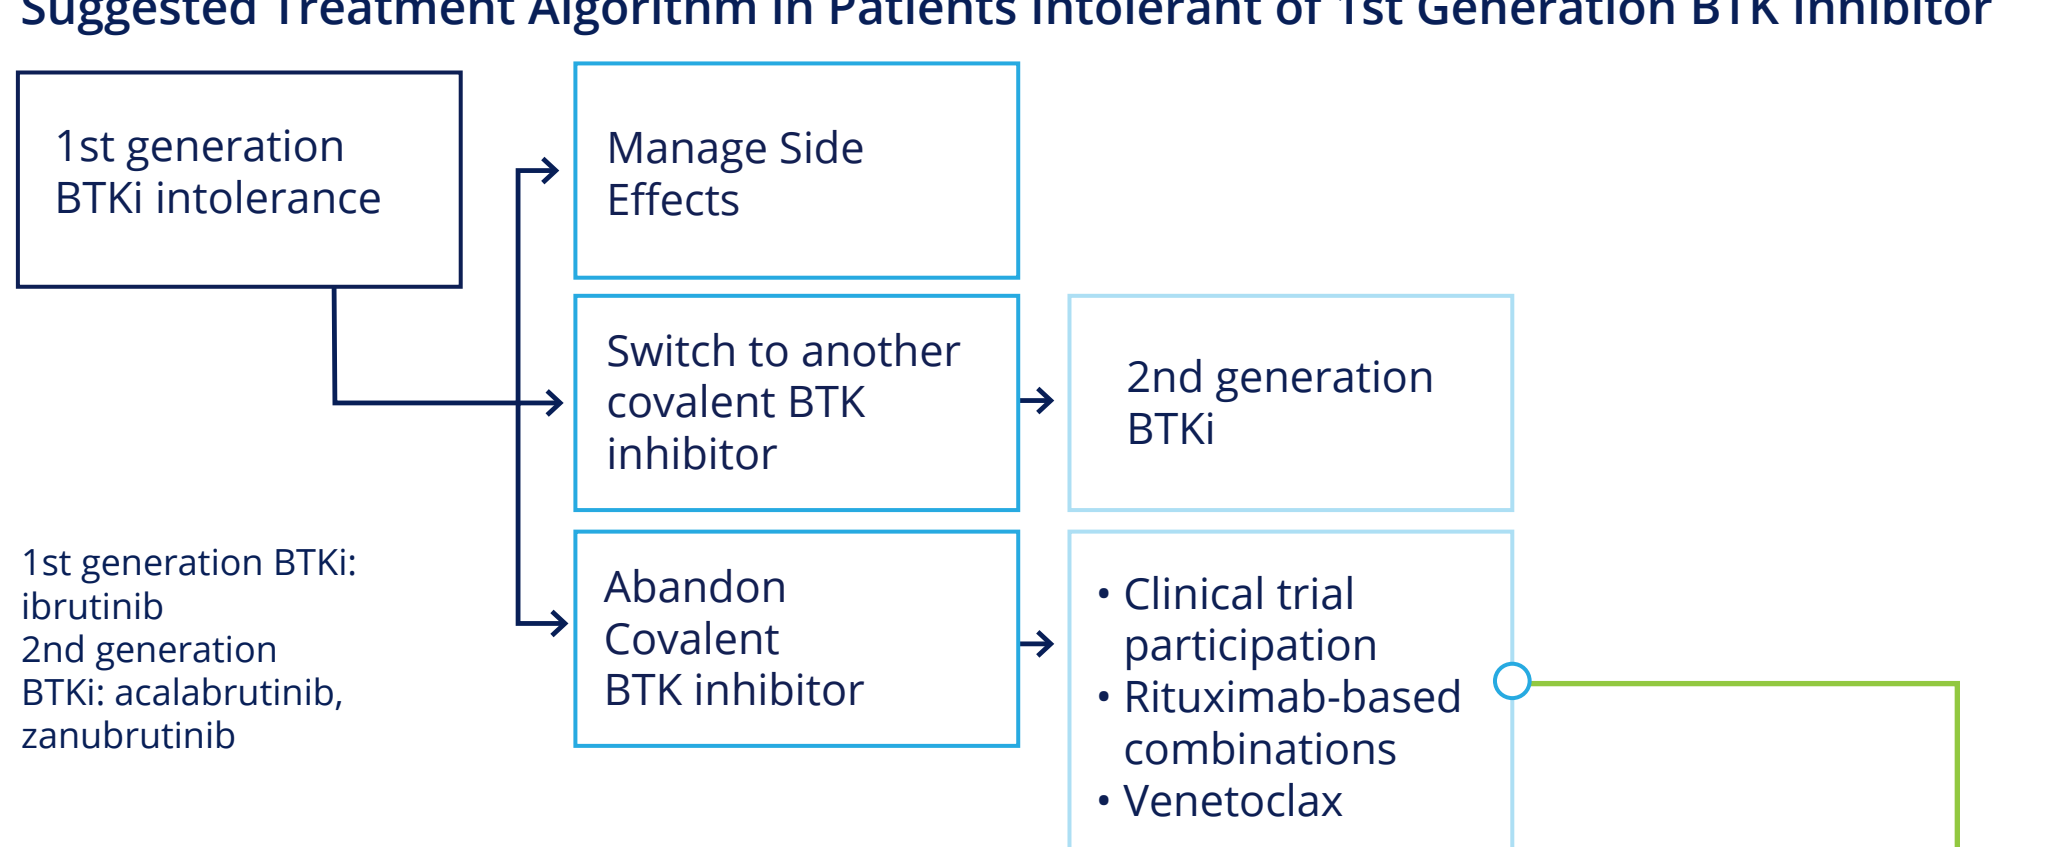 Suggested Treatment Algorithm in Patients Intolerant of 1st Generation BTK Inhibitor
1st generation
BTKi intolerance
Manage Side
Effects
Switch to another
covalent BTK
inhibitor
2nd generation
BTKi
Abandon
Covalent
BTK inhibitor
• Clinical trial
participation
• Rituximab-based
combinations
• Venetoclax
1st generation BTKi:
ibrutinib
2nd generation
BTKi: acalabrutinib,
zanubrutinib